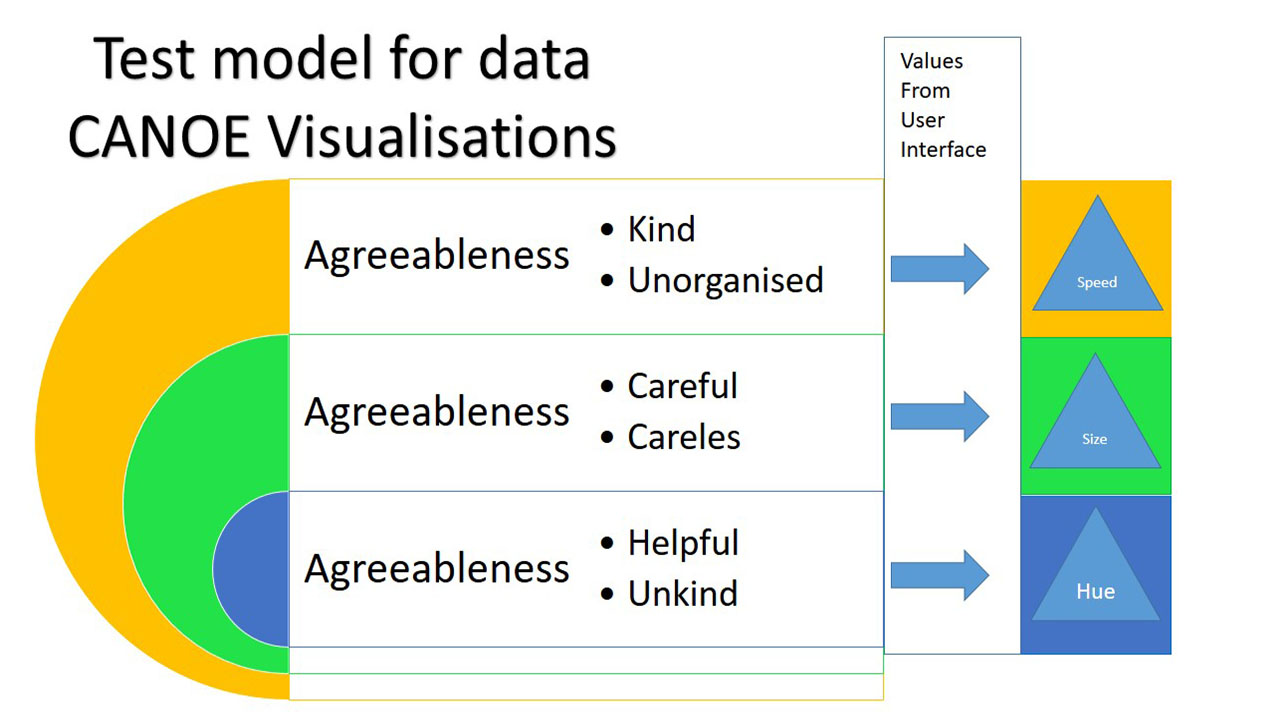 Test model for data
CANOE Visualisations
Values
From
User
Interface
Agreeableness
• Kind
• Unorganised
Speed
Agreeableness
• Careful
• Careles
Size
Agreeableness
• Helpful
• Unkind
Hue